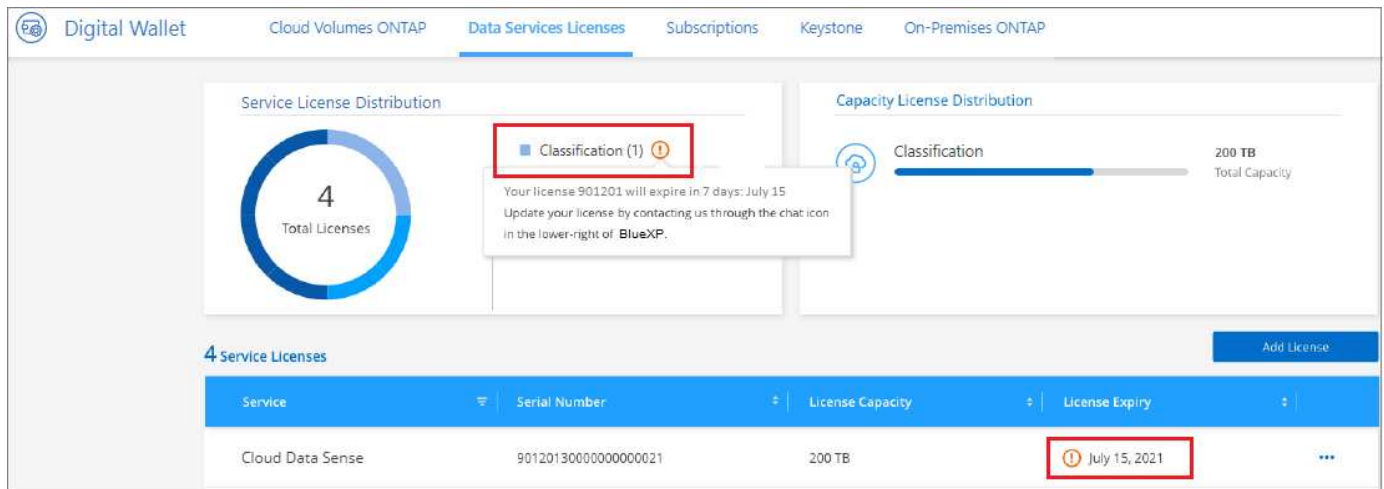 Digital Wallet
Cloud Volumes ONTAP
Data Services Licenses
Subscriptions
Keystone
On-Premises ONTAP
Service License Distribution
4
Total Licenses
Classification (1)
Your license 901201 will expire in 7 days: July 15
Update your license by contacting us through the chat icon
in the lower-right of BlueXP.
Capacity License Distribution
Classification
200 TB
Total Capacity
4 Service Licenses
Add License
Service
Serial Number
License Capacity
License Expiry
Cloud Data Sense
90120130000000000021
200 TB
July 15, 2021